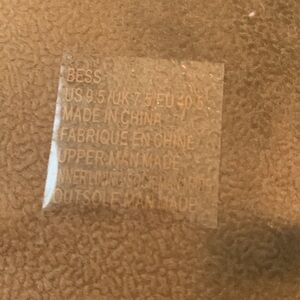 BESS
US 9.5/UK 7.5/EU 40.5
MADE IN CHINA
FABRIQUE EN CHINE
UPPER MAN MADE
OUTSOLE MAN MADE